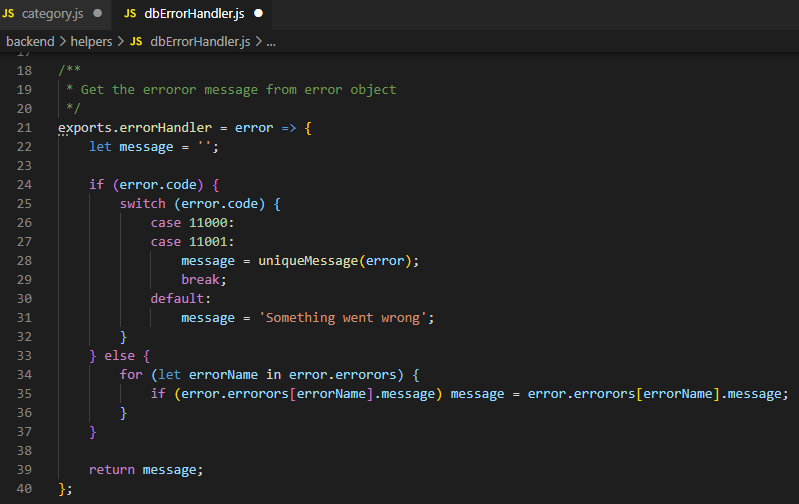 JS category.js ● JS dbErrorHandler.js ●
backend > helpers > JS dbErrorHandler.js > ...
17
18 /**
19  * Get the erroror message from error object
20  */
21 exports.errorHandler = error => {
22     let message = '';
23
24     if (error.code) {
25         switch (error.code) {
26             case 11000:
27             case 11001:
28                 message = uniqueMessage(error);
29                 break;
30             default:
31                 message = 'Something went wrong';
32         }
33     } else {
34         for (let errorName in error.errorors) {
35             if (error.errorors[errorName].message) message = error.errorors[errorName].message;
36         }
37     }
38
39     return message;
40 };